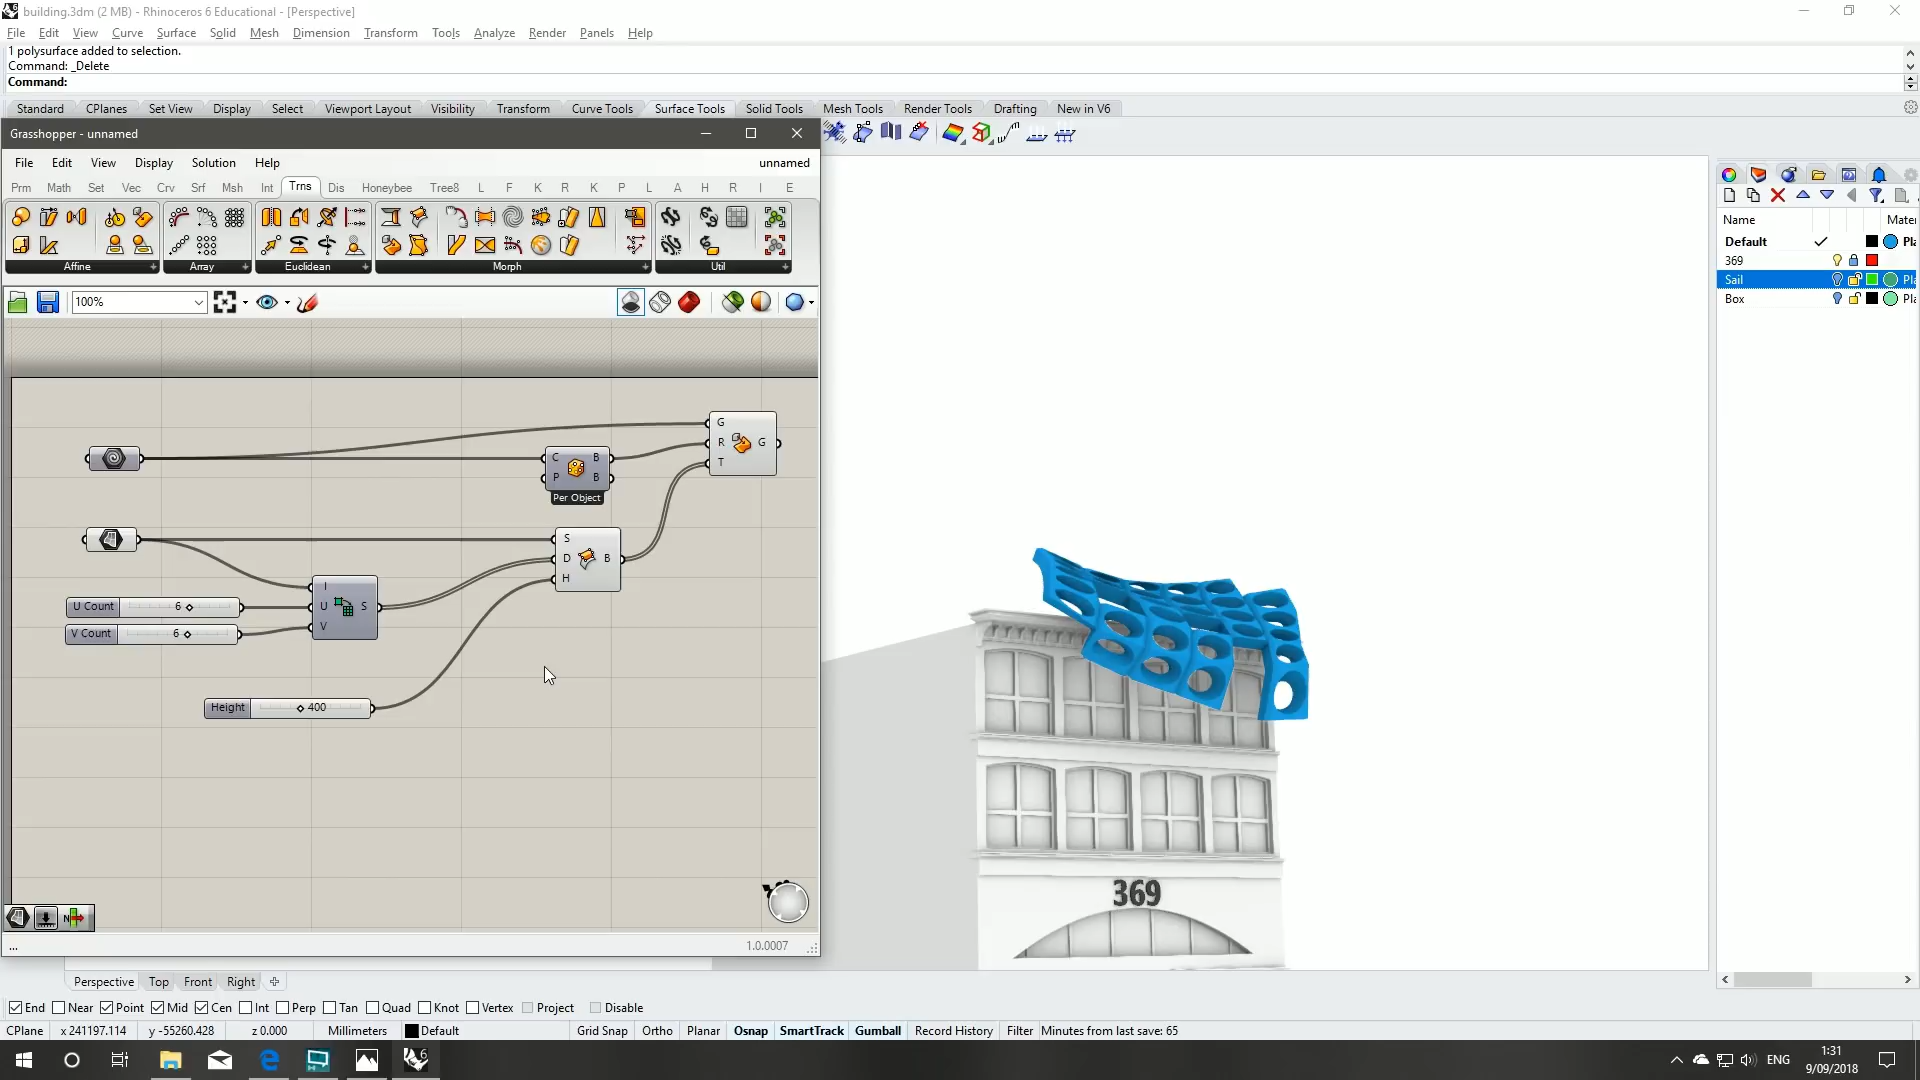 building.3dm (2 MB) - Rhinoceros 6 Educational - [Perspective]
File Edit View Curve Surface Solid Mesh Dimension Transform Tools Analyze Render Panels Help
1 polysurface added to selection.
Command: _Delete
Command:
Standard CPlanes Set View Display Select Viewport Layout Visibility Transform Curve Tools Surface Tools Solid Tools Mesh Tools Render Tools Drafting New in V6
Grasshopper - unnamed
File Edit View Display Solution Help unnamed
Prm Math Set Vec Crv Srf Msh Int Trns Dis Honeybee Tree8 L F K R K P L A H R I E
Affine Array Euclidean Morph Util
100%
Name Mater
Default Pla
369
Sail Pla
Box Pla
G
R G
T
C B
P B
Per Object
S
D B
H
I
U S
V
U Count 6
V Count 6
Height 400
369
...
1.0.0007
Perspective Top Front Right
End Near Point Mid Cen Int Perp Tan Quad Knot Vertex Project Disable
CPlane x 241197.114 y -55260.428 z 0.000 Millimeters Default Grid Snap Ortho Planar Osnap SmartTrack Gumball Record History Filter Minutes from last save: 65
ENG
1:31
9/09/2018